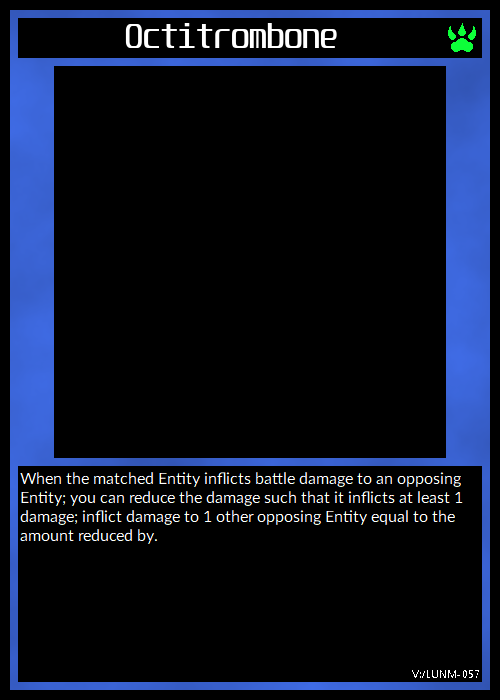 Octitrombone
When the matched Entity inflicts battle damage to an opposing
Entity; you can reduce the damage such that it inflicts at least 1
damage; inflict damage to 1 other opposing Entity equal to the
amount reduced by.
V:/LUNM-057